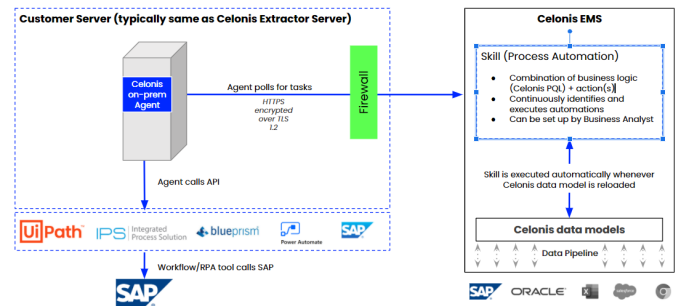 Customer Server (typically same as Celonis Extractor Server)
Celonis
on-prem
Agent
Agent polls for tasks
HTTPS
encrypted
over TLS
1.2
Firewall
Agent calls API
UiPath
IPS Integrated
Process Solution
blueprism
Power Automate
SAP
Workflow/RPA tool calls SAP
SAP
Celonis EMS
Skill (Process Automation)
Combination of business logic
(Celonis PQL) + action(s)
Continuously identifies and
executes automations
Can be set up by Business Analyst
Skill is executed automatically whenever
Celonis data model is reloaded
Celonis data models
Data Pipeline
SAP ORACLE salesforce